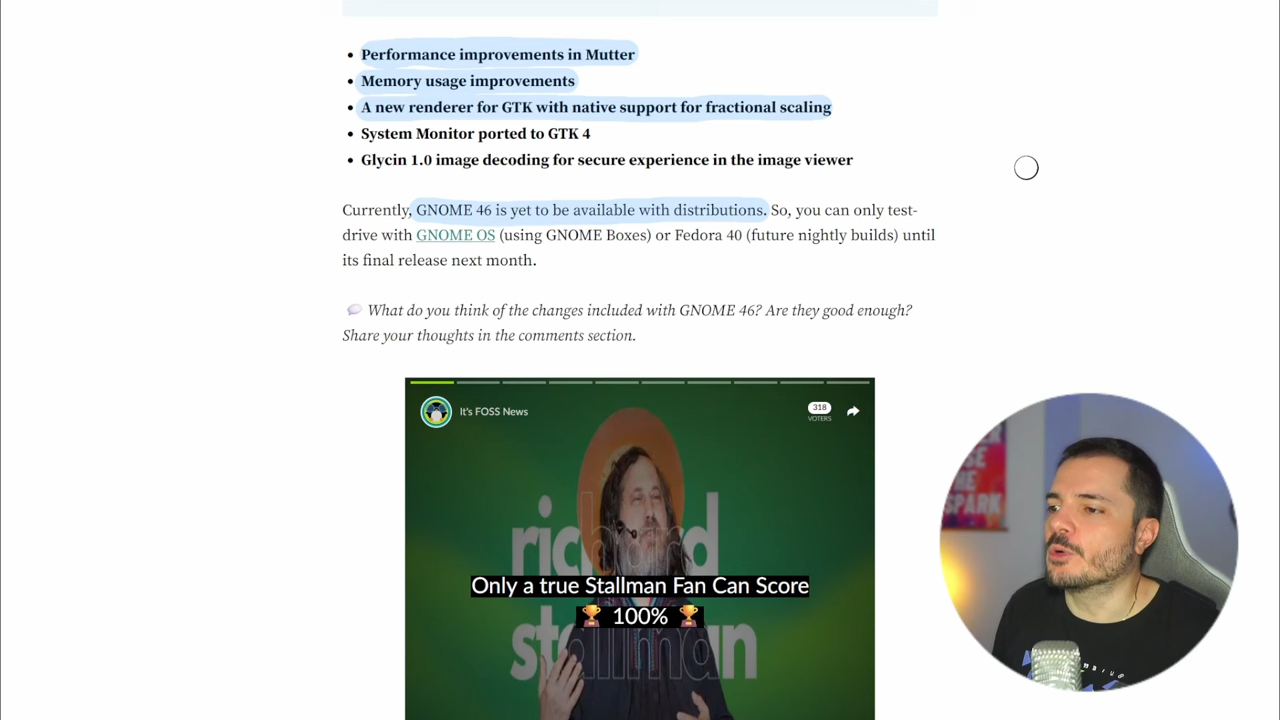 Performance improvements in Mutter
Memory usage improvements
A new renderer for GTK with native support for fractional scaling
System Monitor ported to GTK 4
Glycin 1.0 image decoding for secure experience in the image viewer
Currently, GNOME 46 is yet to be available with distributions. So, you can only test-
drive with GNOME OS (using GNOME Boxes) or Fedora 40 (future nightly builds) until
its final release next month.
What do you think of the changes included with GNOME 46? Are they good enough?
Share your thoughts in the comments section.
It's FOSS News
318
VOTERS
richard
stallman
Only a true Stallman Fan Can Score
100%
SPARK